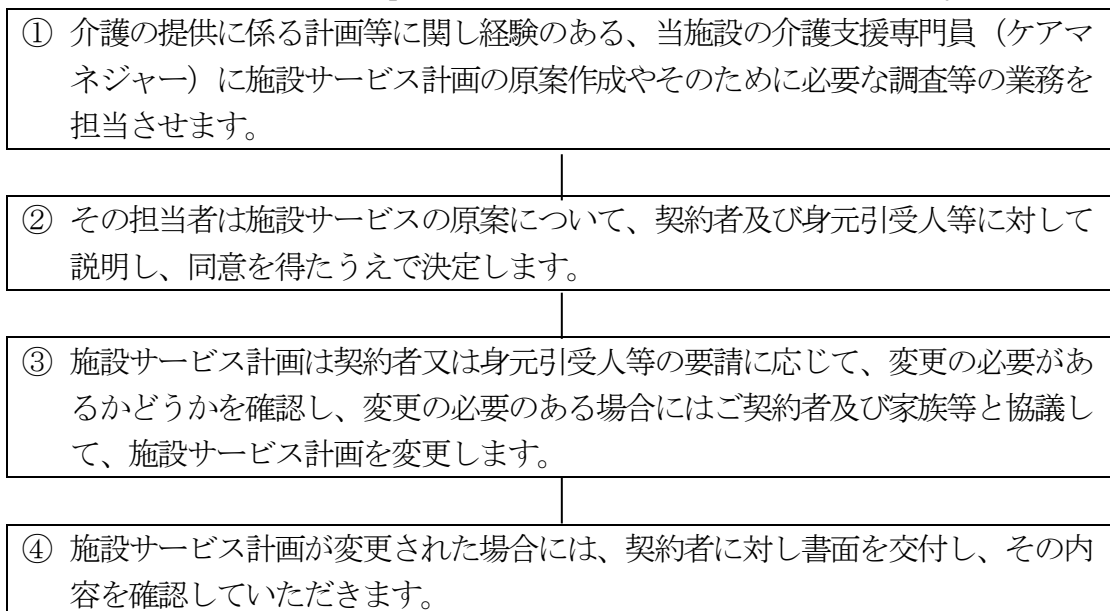 ① 介護の提供に係る計画等に関し経験のある、当施設の介護支援専門員（ケアマ
ネジャー）に施設サービス計画の原案作成やそのために必要な調査等の業務を
担当させます。
② その担当者は施設サービスの原案について、契約者及び身元引受人等に対して
説明し、同意を得たうえで決定します。
③ 施設サービス計画は契約者又は身元引受人等の要請に応じて、変更の必要があ
るかどうかを確認し、変更の必要のある場合にはご契約者及び家族等と協議し
て、施設サービス計画を変更します。
④ 施設サービス計画が変更された場合には、契約者に対し書面を交付し、その内
容を確認していただきます。